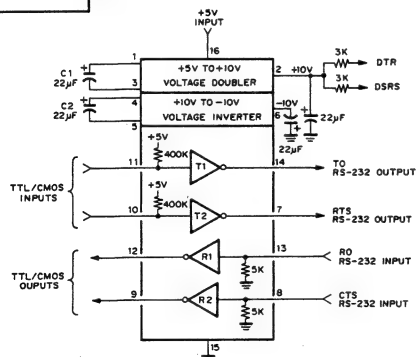 +5V
INPUT
16
1
+5V TO+10V
VOLTAGE DOUBLER
2
+10V
3K
DTR
3K
DSRS
C1
22µF
+
3
C2
22µF
+
4
+10V TO -10V
VOLTAGE INVERTER
-10V
6
+
22µF
+
22µF
5
+5V
400K
11
T1
14
TO
RS-232 OUTPUT
TTL/CMOS
INPUTS
+5V
400K
10
T2
7
RTS
RS-232 OUTPUT
12
R1
13
RO
RS-232 INPUT
5K
TTL/CMOS
OUPUTS
9
R2
8
CTS
RS-232 INPUT
5K
15